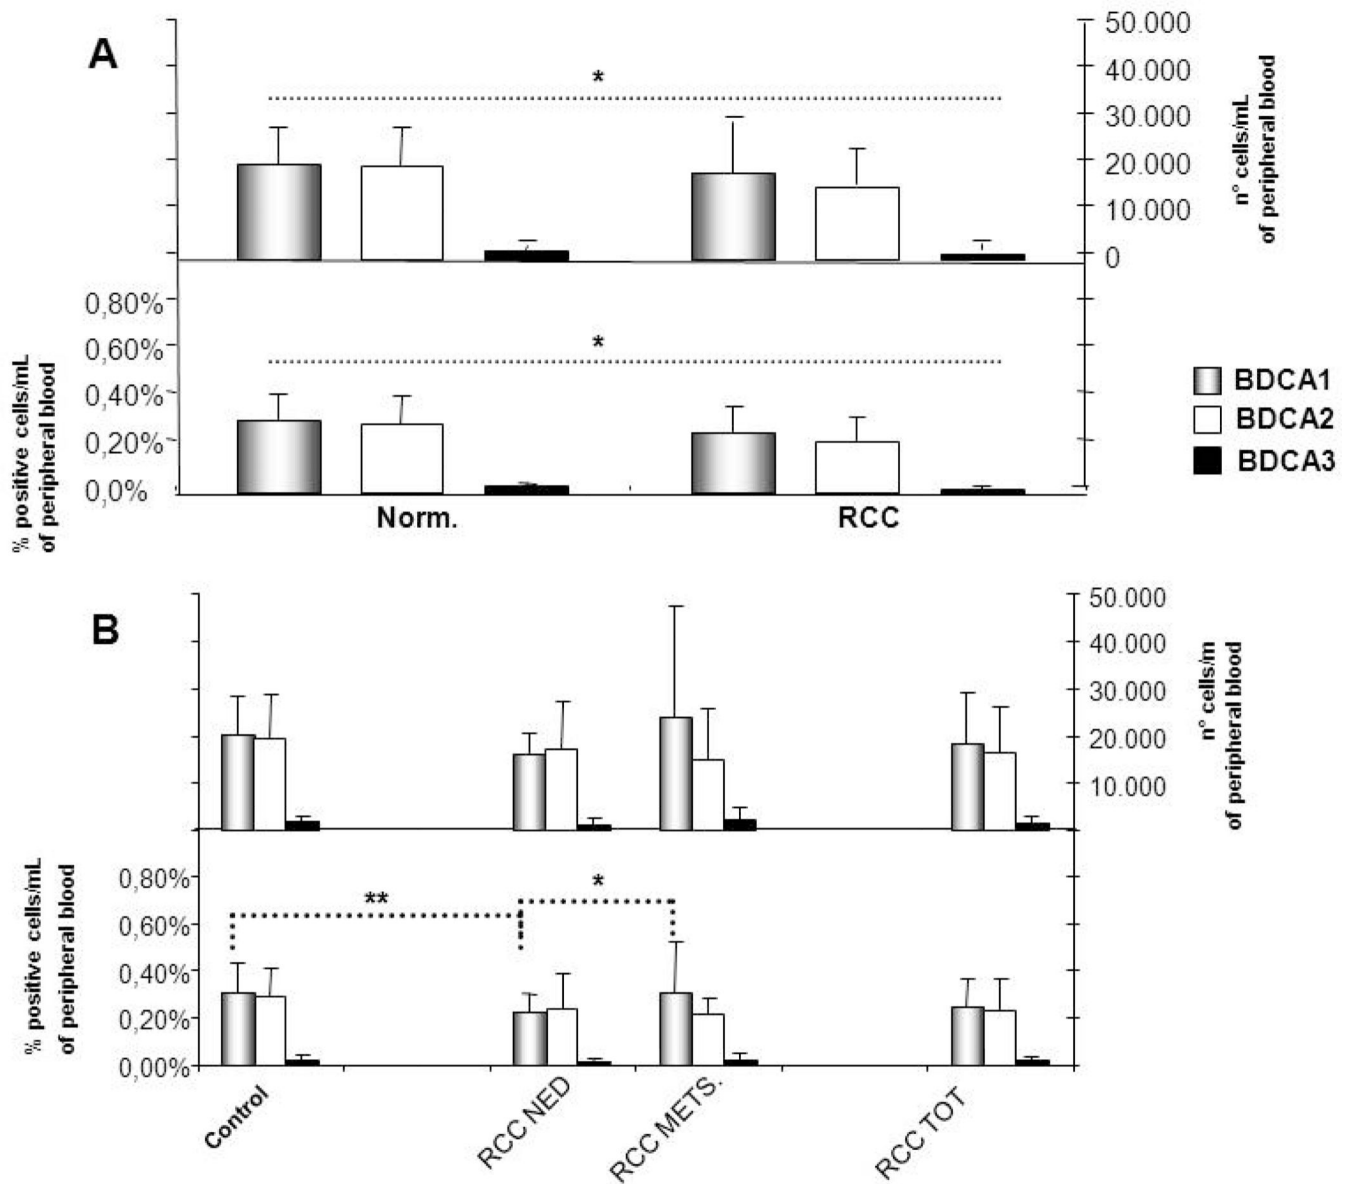 A
*
50.000
40.000
30.000
20.000
10.000
0
n° cells/mL
of peripheral blood
0,80%
0,60%
0,40%
0,20%
0,0%
% positive cells/mL
of peripheral blood
*
Norm.
RCC
BDCA1
BDCA2
BDCA3
B
50.000
40.000
30.000
20.000
10.000
n° cells/m
of peripheral blood
0,80%
0,60%
0,40%
0,20%
0,00%
% positive cells/mL
of peripheral blood
**
*
Control
RCC NED
RCC METS.
RCC TOT